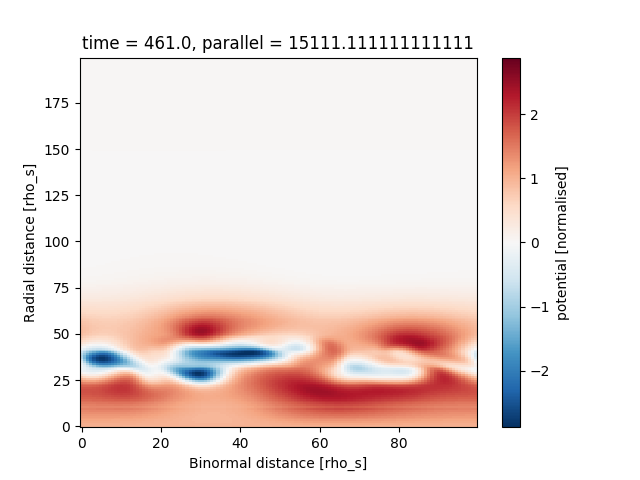 time = 461.0, parallel = 15111.111111111111
175
150
125
100
75
50
25
0
Radial distance [rho_s]
0 20 40 60 80
Binormal distance [rho_s]
2
1
0
−1
−2
potential [normalised]